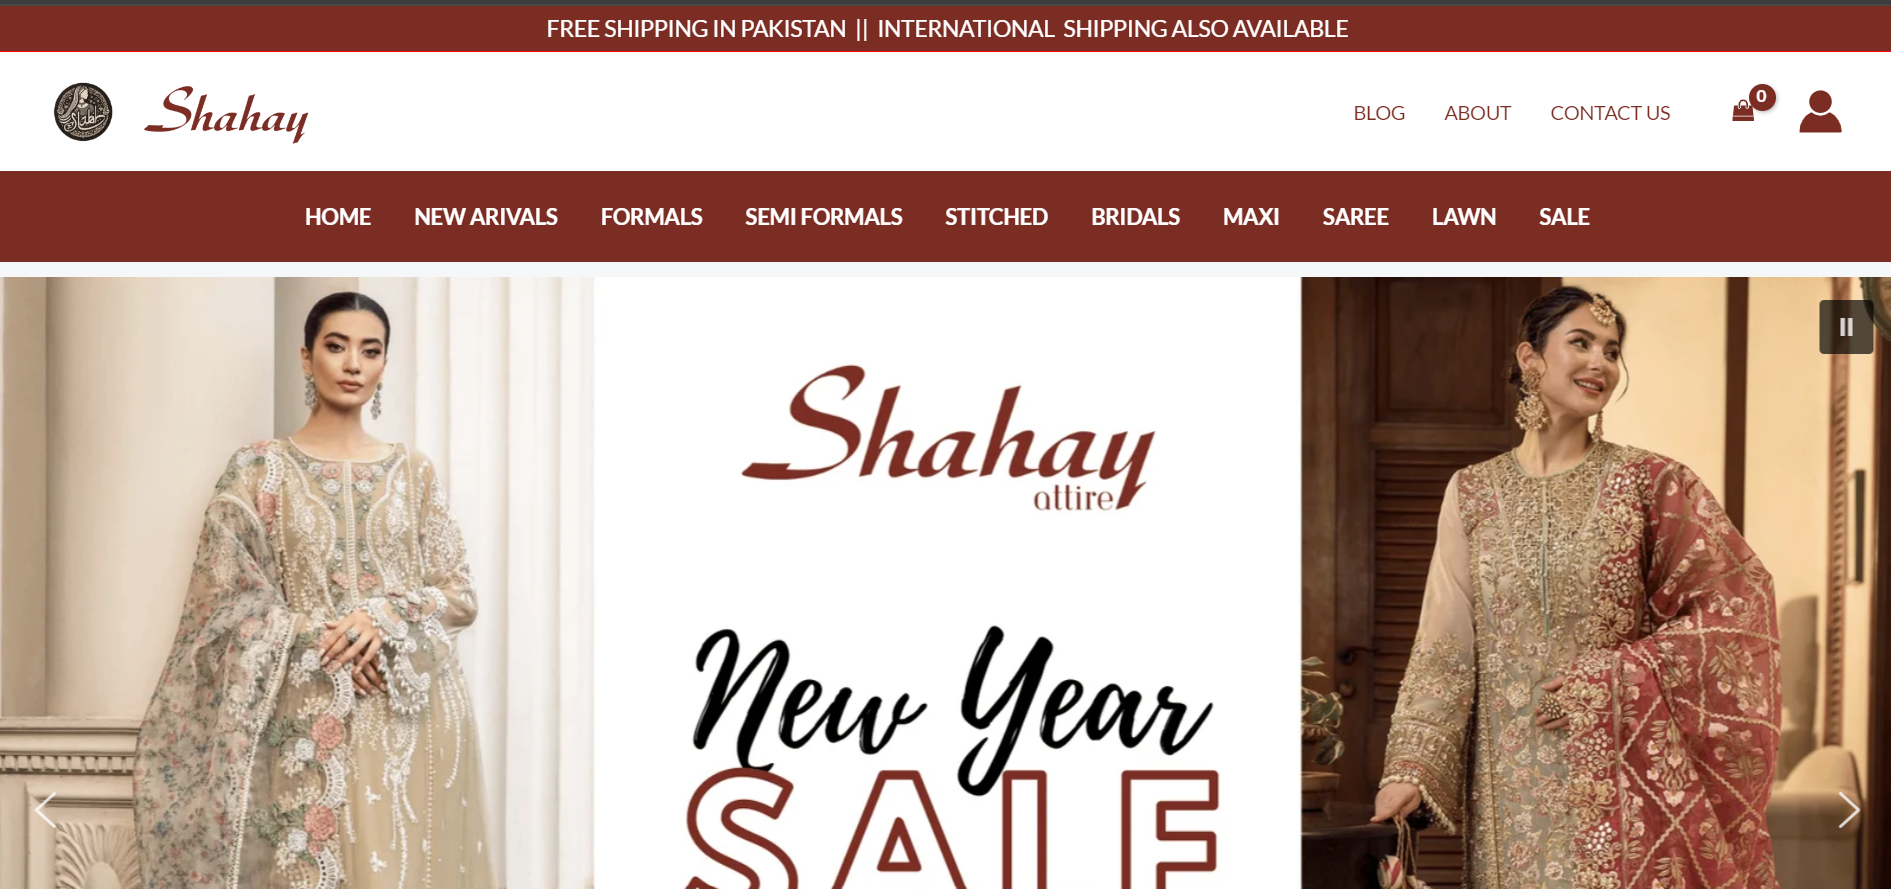 FREE SHIPPING IN PAKISTAN || INTERNATIONAL SHIPPING ALSO AVAILABLE
Shahay
BLOG ABOUT CONTACT US 0
HOME NEW ARIVALS FORMALS SEMI FORMALS STITCHED BRIDALS MAXI SAREE LAWN SALE
Shahay
attire
New Year
SALE